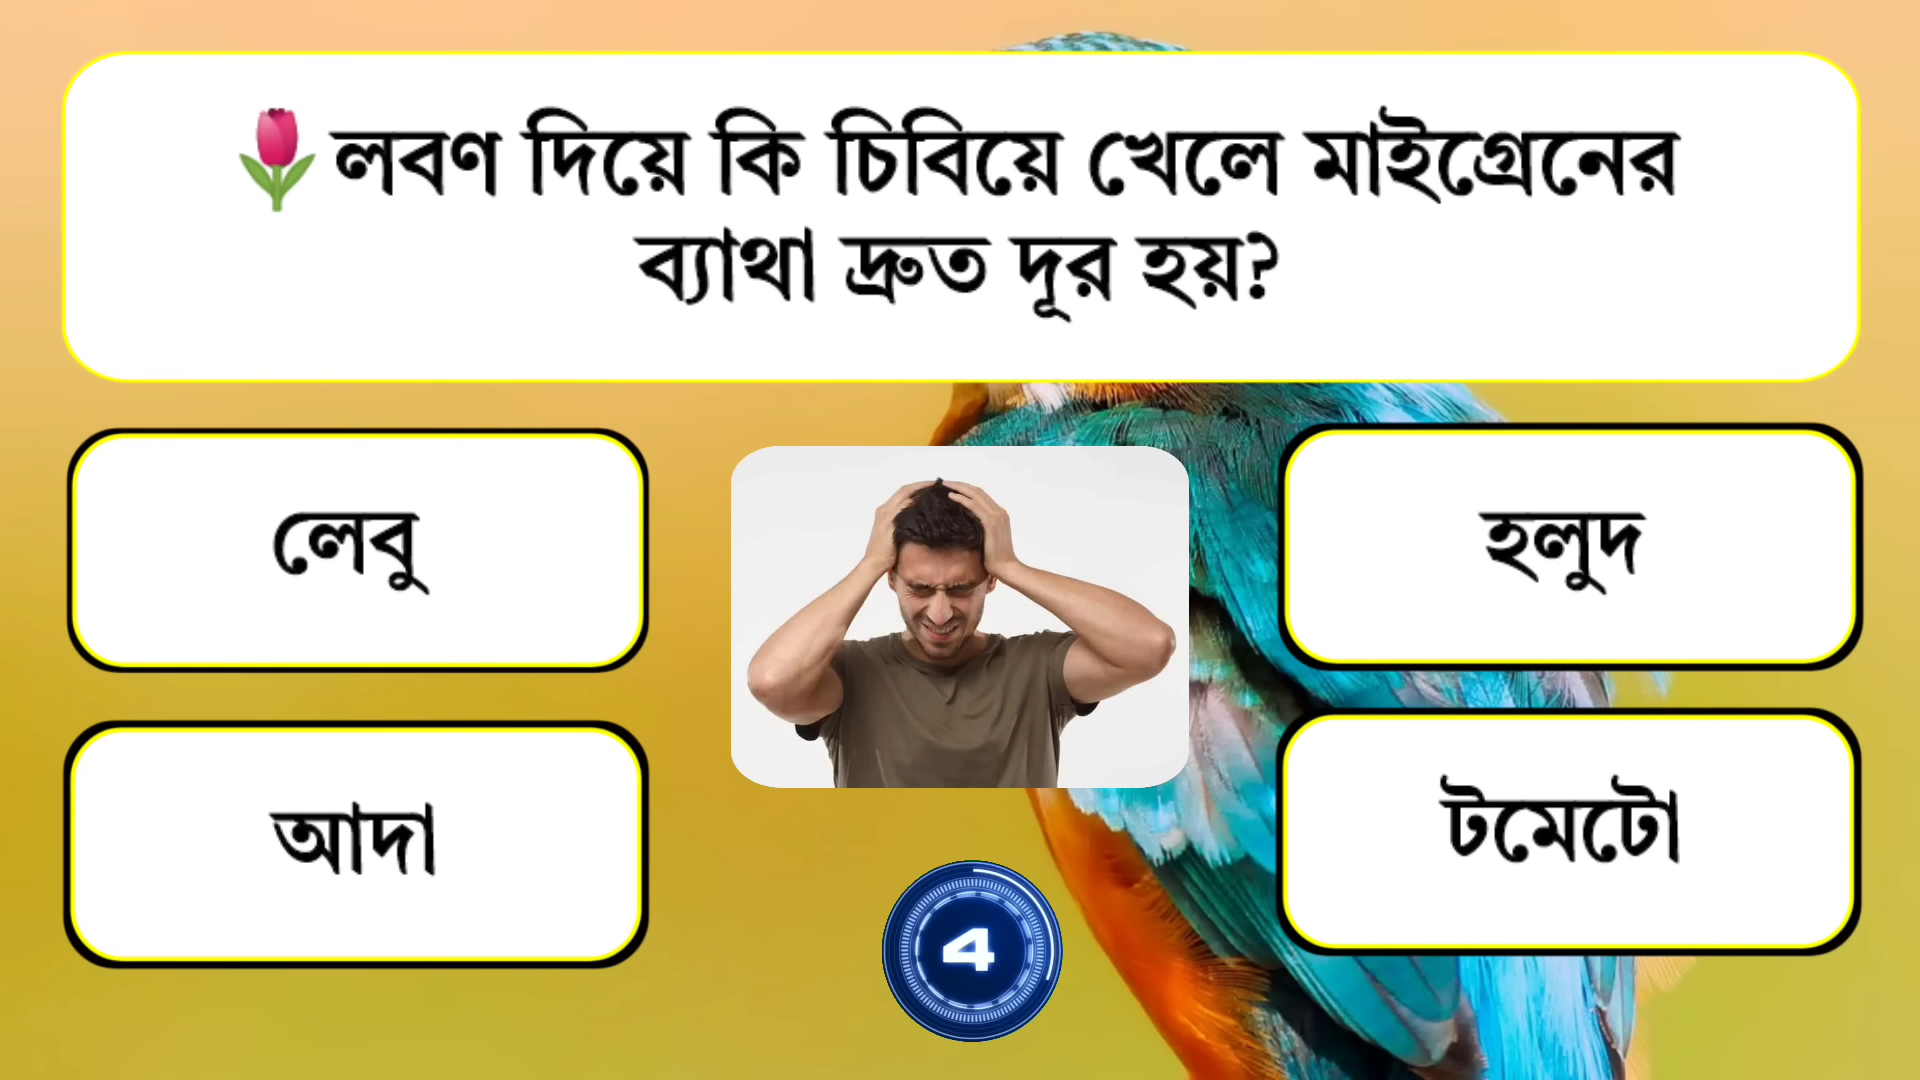 🌷লবণ দিয়ে কি চিবিয়ে খেলে মাইগ্রেনের
ব্যাথা দ্রুত দূর হয়?
লেবু
হলুদ
আদা
টমেটো
4